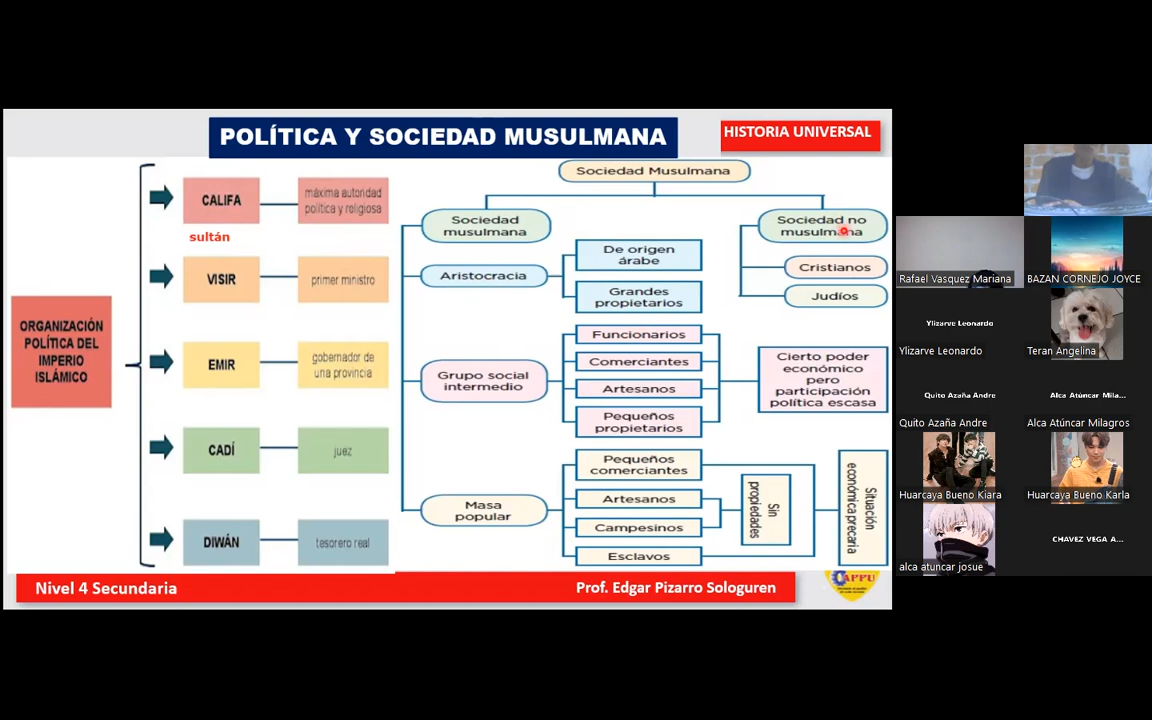 POLÍTICA Y SOCIEDAD MUSULMANA
HISTORIA UNIVERSAL
ORGANIZACIÓN
POLÍTICA DEL
IMPERIO
ISLÁMICO
CALIFA
máxima autoridad
política y religiosa
sultán
VISIR
primer ministro
EMIR
gobernador de
una provincia
CADÍ
juez
DIWÁN
tesorero real
Sociedad Musulmana
Sociedad
musulmana
Aristocracia
De origen
árabe
Grandes
propietarios
Grupo social
intermedio
Funcionarios
Comerciantes
Artesanos
Pequeños
propietarios
Cierto poder
económico
pero
participación
política escasa
Masa
popular
Pequeños
comerciantes
Artesanos
Campesinos
Esclavos
Sin
propiedades
Situación
económica precaria
Sociedad no
musulmana
Cristianos
Judíos
Nivel 4 Secundaria
Prof. Edgar Pizarro Sologuren
CAPPU
Rafael Vasquez Mariana
BAZAN CORNEJO JOYCE
Ylizarve Leonardo
Ylizarve Leonardo
Teran Angelina
Quito Azaña Andre
Quito Azaña Andre
Alca Atúncar Mila...
Alca Atúncar Milagros
Huarcaya Bueno Kiara
Huarcaya Bueno Karla
alca atuncar josue
CHAVEZ VEGA A...